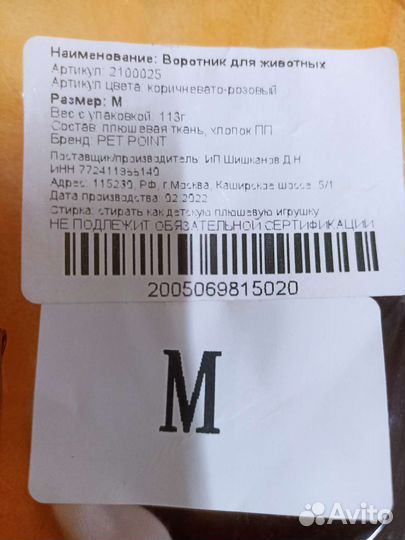 Наименование: Воротник для животных
Артикул: 2100025
Артикул цвета: коричневато-розовый
Размер: M
Вес с упаковкой: 113г
Состав: плюшевая ткань, хлопок ПП
Бренд: PET POINT
Поставщик/производитель: ИП Шишканов Д.Н.
ИНН 772411966140
Адрес: 115230, РФ, г.Москва, Каширское шоссе, 5/1
Дата производства: 02.2022
Стирка: стирать как детскую плюшевую игрушку
НЕ ПОДЛЕЖИТ ОБЯЗАТЕЛЬНОЙ СЕРТИФИКАЦИИ
2005069815020
M
Avito